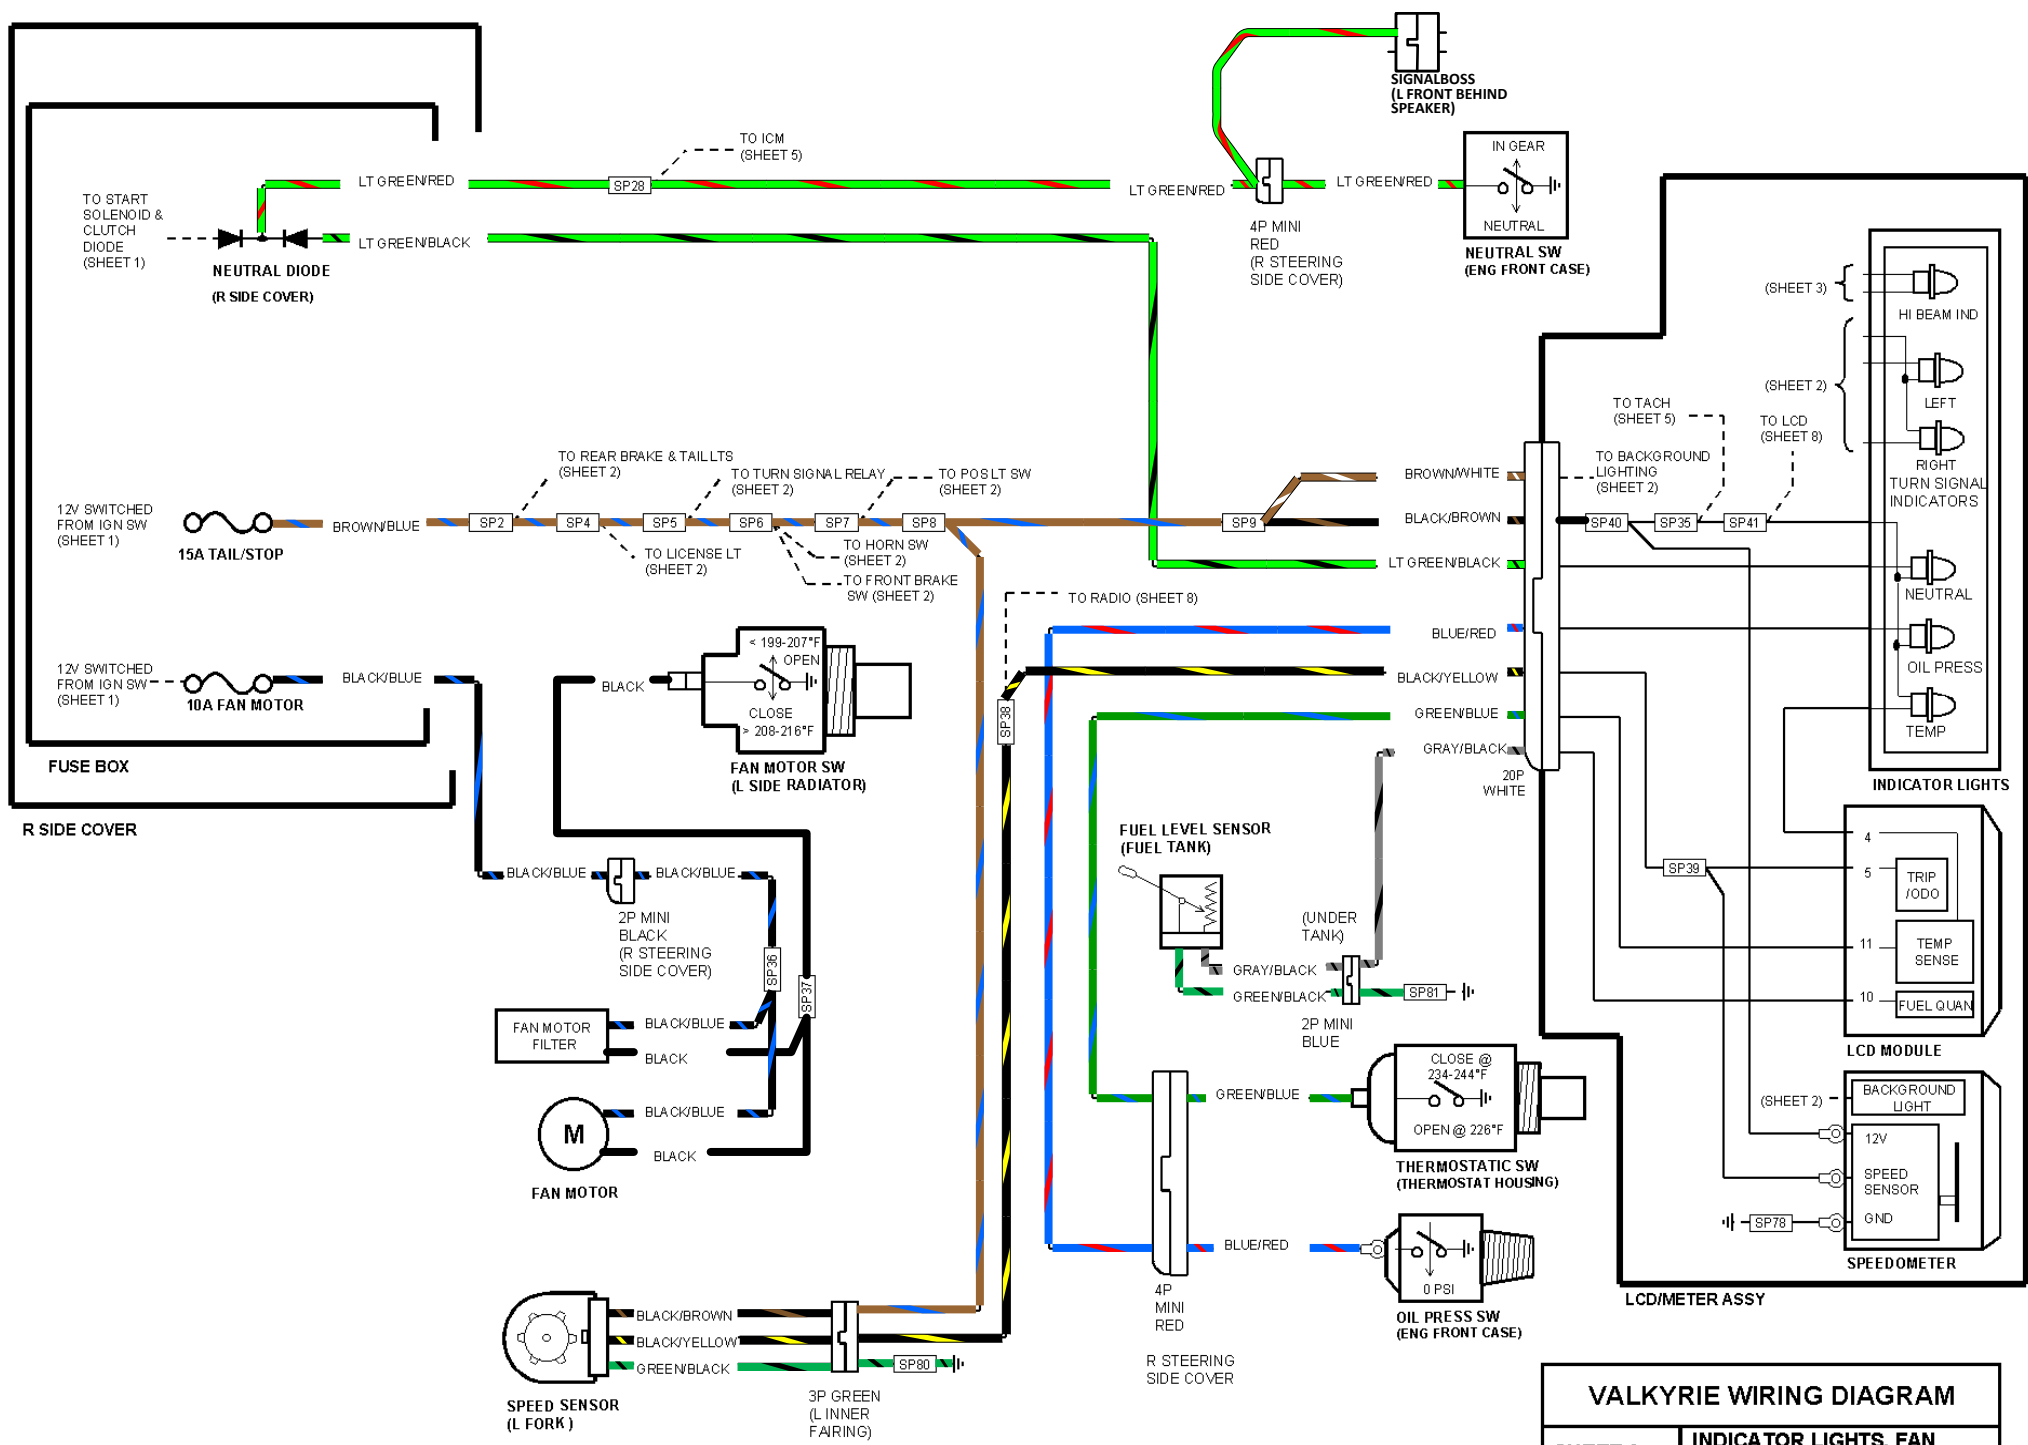 SIGNALBOSS
(L FRONT BEHIND
SPEAKER)
TO ICM
(SHEET 5)
LT GREEN/RED
SP28
LT GREEN/RED
LT GREEN/RED
IN GEAR
NEUTRAL
NEUTRAL SW
(ENG FRONT CASE)
4P MINI
RED
(R STEERING
SIDE COVER)
TO START
SOLENOID &
CLUTCH
DIODE
(SHEET 1)
LT GREEN/BLACK
NEUTRAL DIODE
(R SIDE COVER)
(SHEET 3)
HI BEAM IND
(SHEET 2)
LEFT
RIGHT
TURN SIGNAL
INDICATORS
NEUTRAL
OIL PRESS
TEMP
INDICATOR LIGHTS
TO TACH
(SHEET 5)
TO LCD
(SHEET 8)
TO BACKGROUND
LIGHTING
(SHEET 2)
SP40
SP35
SP41
TO REAR BRAKE & TAIL LTS
(SHEET 2)
TO TURN SIGNAL RELAY
(SHEET 2)
TO POS LT SW
(SHEET 2)
12V SWITCHED
FROM IGN SW
(SHEET 1)
15A TAIL/STOP
BROWN/BLUE
SP2
SP4
SP5
SP6
SP7
SP8
SP9
BROWN/WHITE
BLACK/BROWN
LT GREEN/BLACK
TO LICENSE LT
(SHEET 2)
TO HORN SW
(SHEET 2)
TO FRONT BRAKE
SW (SHEET 2)
TO RADIO (SHEET 8)
BLUE/RED
BLACK/YELLOW
GREEN/BLUE
GRAY/BLACK
20P
WHITE
12V SWITCHED
FROM IGN SW
(SHEET 1)
10A FAN MOTOR
BLACK/BLUE
FUSE BOX
R SIDE COVER
BLACK
< 199-207°F
OPEN
CLOSE
> 208-216°F
FAN MOTOR SW
(L SIDE RADIATOR)
SP38
BLACK/BLUE
BLACK/BLUE
2P MINI
BLACK
(R STEERING
SIDE COVER)
SP36
SP37
FAN MOTOR
FILTER
BLACK/BLUE
BLACK
BLACK/BLUE
M
BLACK
FAN MOTOR
FUEL LEVEL SENSOR
(FUEL TANK)
(UNDER
TANK)
GRAY/BLACK
GREEN/BLACK
SP81
2P MINI
BLUE
SP39
4
5
TRIP
/ODO
11
TEMP
SENSE
10
FUEL QUAN
LCD MODULE
GREEN/BLUE
CLOSE @
234-244°F
OPEN @ 226°F
THERMOSTATIC SW
(THERMOSTAT HOUSING)
(SHEET 2)
BACKGROUND
LIGHT
12V
SPEED
SENSOR
GND
SP78
SPEEDOMETER
LCD/METER ASSY
BLUE/RED
0 PSI
OIL PRESS SW
(ENG FRONT CASE)
4P
MINI
RED
R STEERING
SIDE COVER
BLACK/BROWN
BLACK/YELLOW
GREEN/BLACK
SP80
SPEED SENSOR
(L FORK )
3P GREEN
(L INNER
FAIRING)
VALKYRIE WIRING DIAGRAM
INDICATOR LIGHTS, FAN